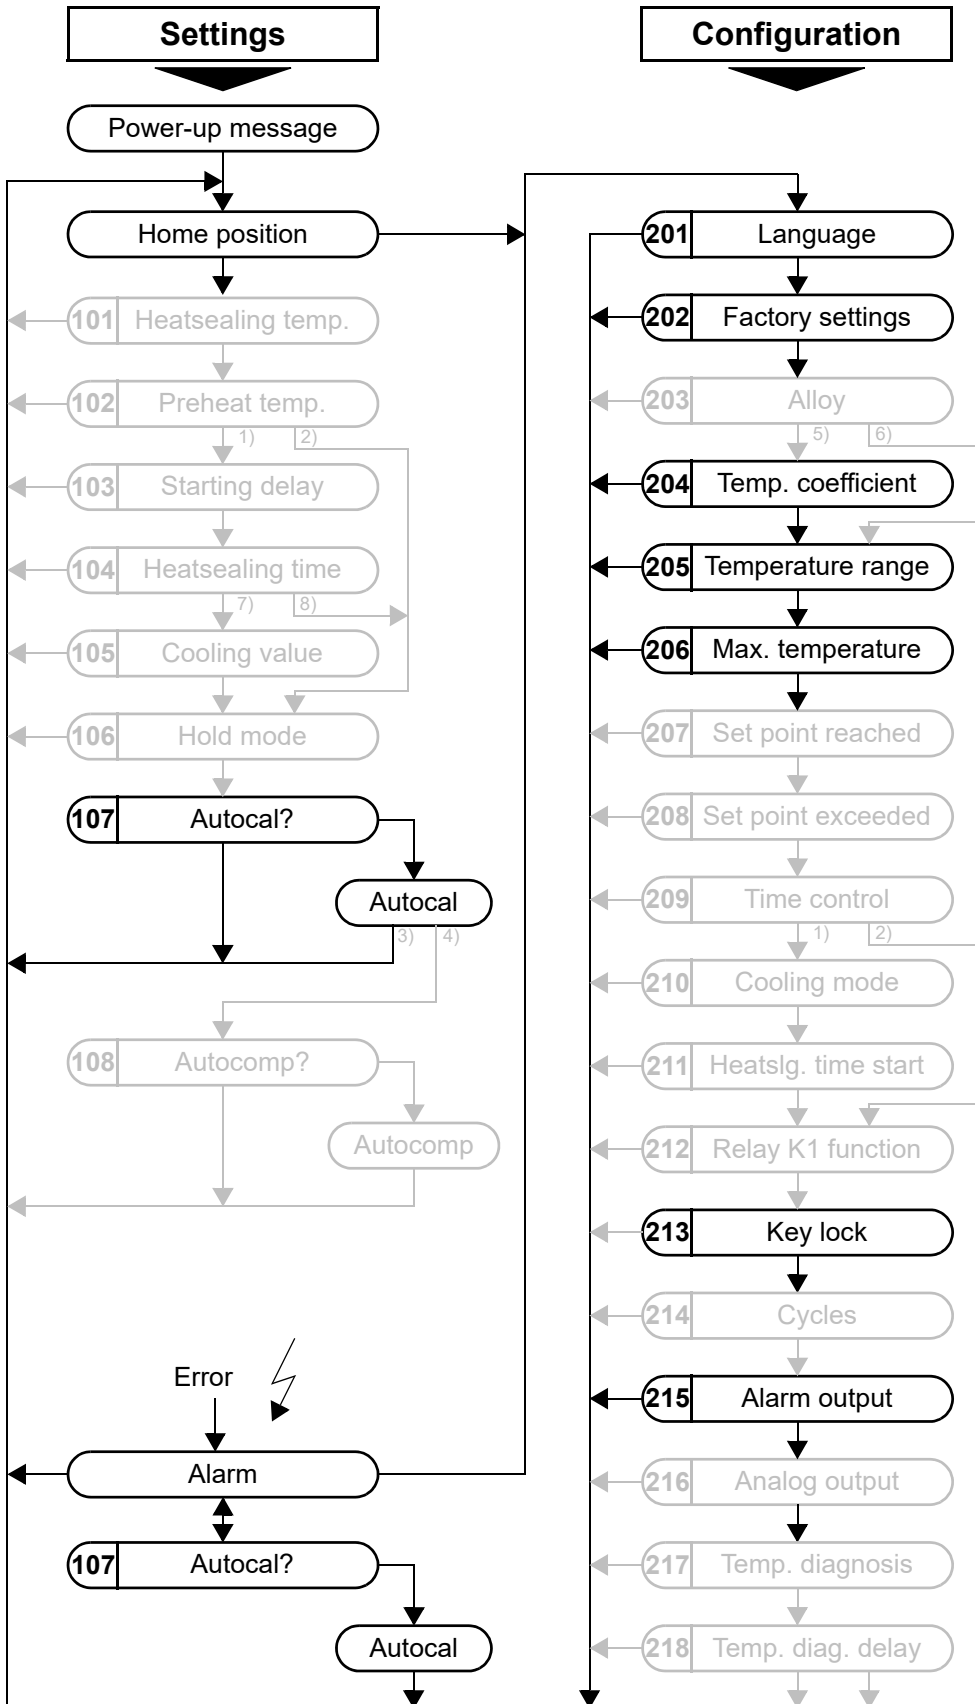 Settings
Power-up message
Home position
101 Heatsealing temp.
102 Preheat temp.
1) 2)
103 Starting delay
104 Heatsealing time
7) 8)
105 Cooling value
106 Hold mode
107 Autocal?
Autocal
3) 4)
108 Autocomp?
Autocomp
Error
Alarm
107 Autocal?
Autocal
Configuration
201 Language
202 Factory settings
203 Alloy
5) 6)
204 Temp. coefficient
205 Temperature range
206 Max. temperature
207 Set point reached
208 Set point exceeded
209 Time control
1) 2)
210 Cooling mode
211 Heatslg. time start
212 Relay K1 function
213 Key lock
214 Cycles
215 Alarm output
216 Analog output
217 Temp. diagnosis
218 Temp. diag. delay